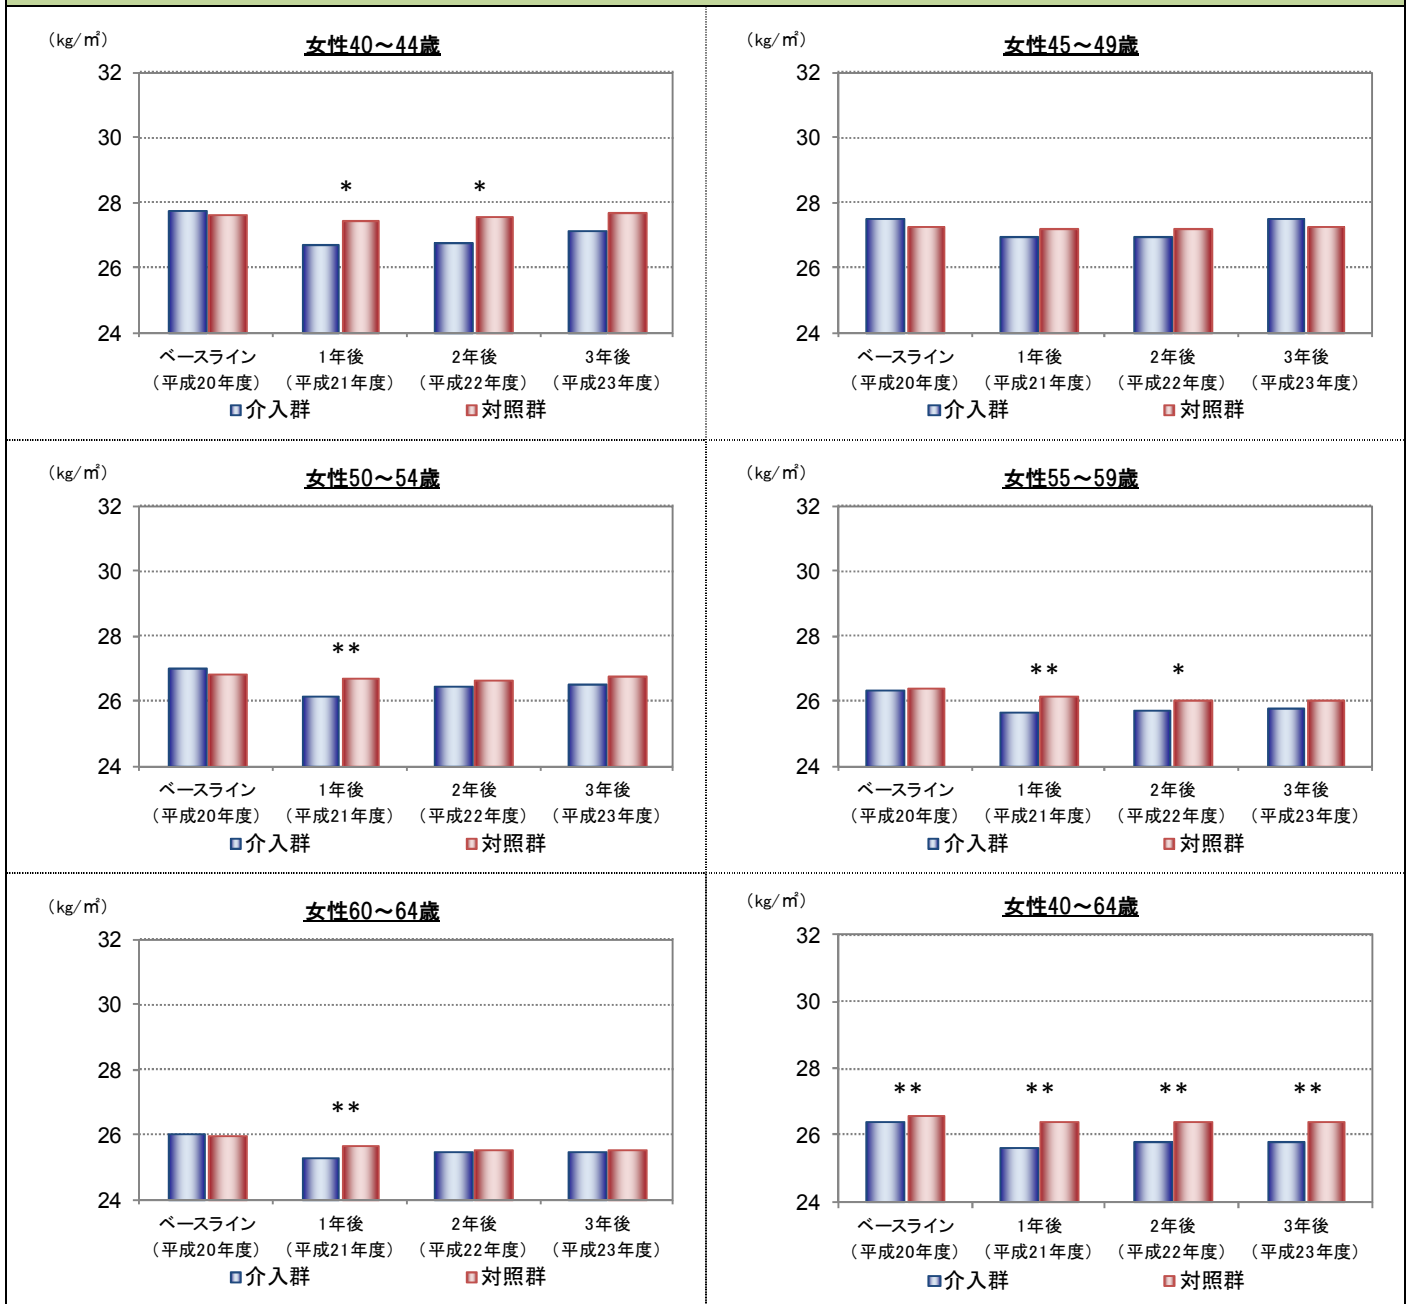 （kg/㎡）
女性40～44歳
32
30
28
26
24
*
*
ベースライン 1年後 2年後 3年後
（平成20年度） （平成21年度） （平成22年度） （平成23年度）
介入群 対照群
（kg/㎡）
女性45～49歳
32
30
28
26
24
ベースライン 1年後 2年後 3年後
（平成20年度） （平成21年度） （平成22年度） （平成23年度）
介入群 対照群
（kg/㎡）
女性50～54歳
32
30
28
26
24
**
ベースライン 1年後 2年後 3年後
（平成20年度） （平成21年度） （平成22年度） （平成23年度）
介入群 対照群
（kg/㎡）
女性55～59歳
32
30
28
26
24
** *
ベースライン 1年後 2年後 3年後
（平成20年度） （平成21年度） （平成22年度） （平成23年度）
介入群 対照群
（kg/㎡）
女性60～64歳
32
30
28
26
24
**
ベースライン 1年後 2年後 3年後
（平成20年度） （平成21年度） （平成22年度） （平成23年度）
介入群 対照群
（kg/㎡）
女性40～64歳
32
30
28
26
24
** ** ** **
ベースライン 1年後 2年後 3年後
（平成20年度） （平成21年度） （平成22年度） （平成23年度）
介入群 対照群